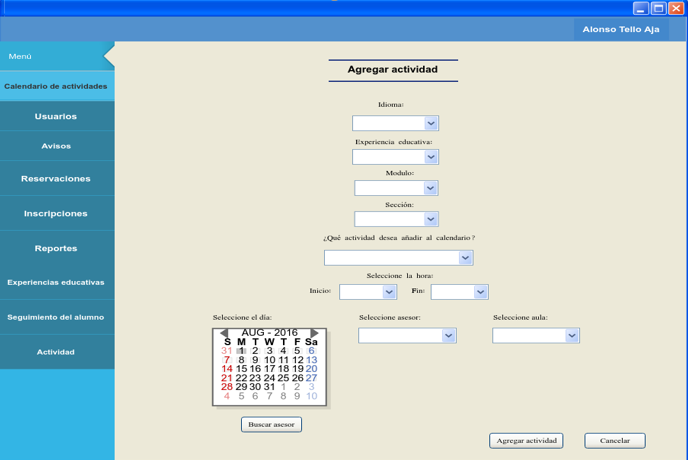 Alonso Tello Aja
Menú
Calendario de actividades
Usuarios
Avisos
Reservaciones
Inscripciones
Reportes
Experiencias educativas
Seguimiento del alumno
Actividad
Agregar actividad
Idioma:
Experiencia educativa:
Modulo:
Sección:
¿Qué actividad desea añadir al calendario?
Seleccione la hora:
Inicio: Fin:
Seleccione el día: Seleccione asesor: Seleccione aula:
AUG - 2016
S M T W T F Sa
31 1 2 3 4 5 6
7 8 9 10 11 12 13
14 15 16 17 18 19 20
21 22 23 24 25 26 27
28 29 30 31 1 2 3
4 5 6 7 8 9 10
Buscar asesor
Agregar actividad Cancelar